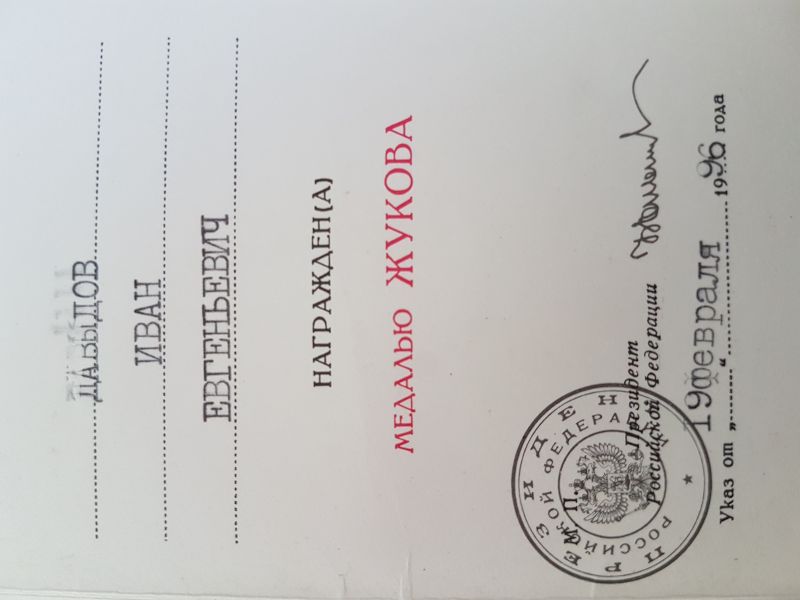 ДАВЫДОВ
ИВАН
ЕВГЕНЬЕВИЧ
НАГРАЖДЕН(А)
МЕДАЛЬЮ ЖУКОВА
М. П.
Президент
Российской Федерации
ПРЕЗИДЕНТ
РОССИЙСКОЙ ФЕДЕРАЦИИ
Указ от „19“ февраля 1996 года